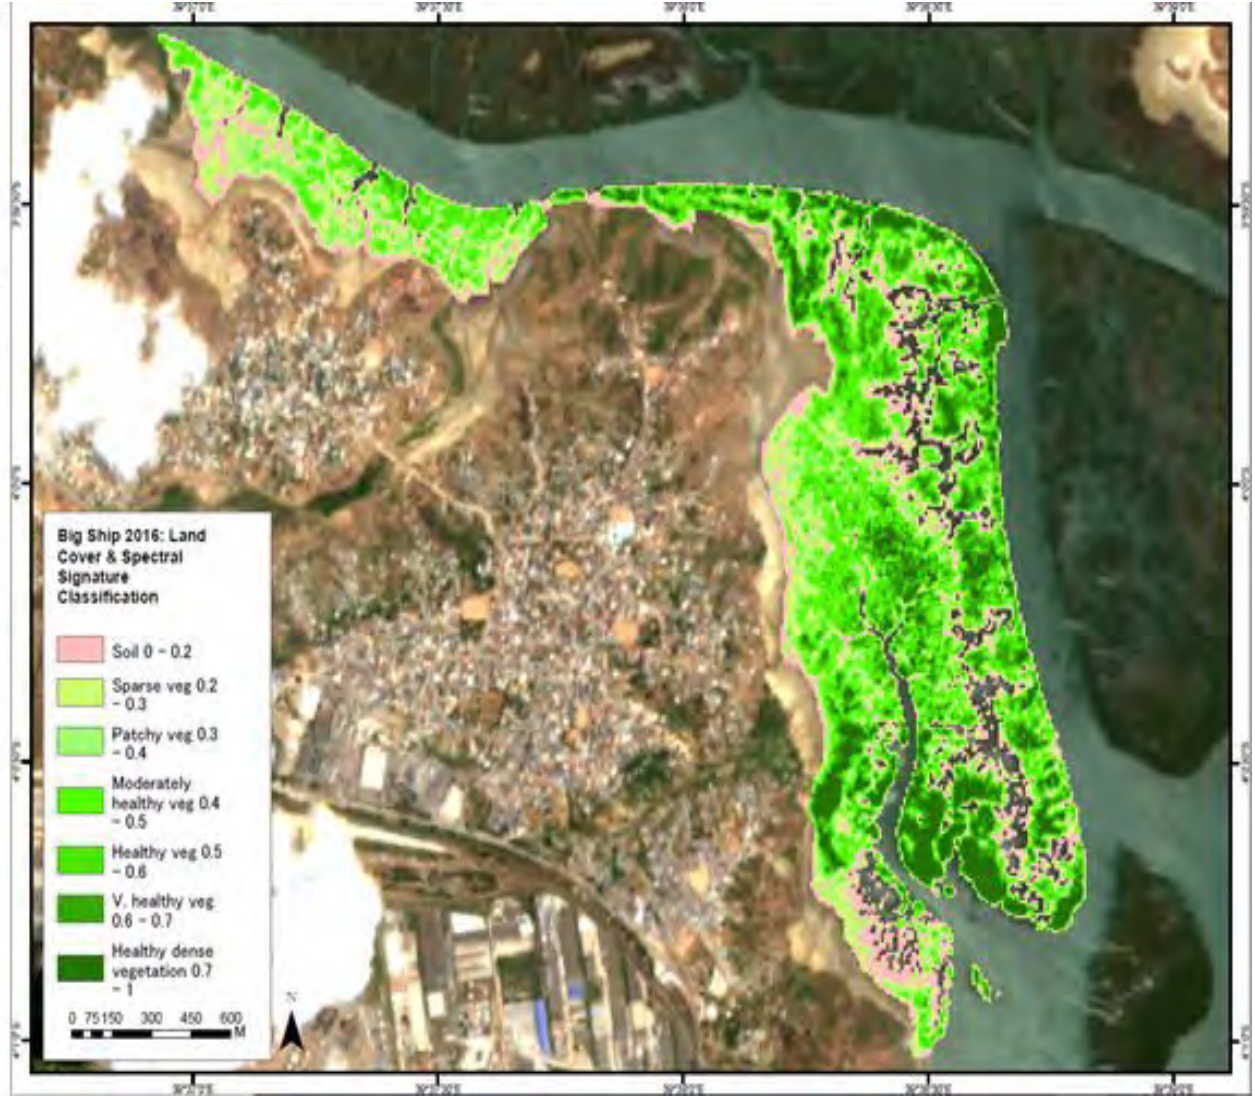 Big Ship 2016: Land
Cover & Spectral
Signature
Classification
Soil 0 - 0.2
Sparse veg 0.2
- 0.3
Patchy veg 0.3
- 0.4
Moderately
healthy veg 0.4
- 0.5
Healthy veg 0.5
- 0.6
V. healthy veg
0.6 - 0.7
Healthy dense
vegetation 0.7
- 1
N
0 75 150 300 450 600
M